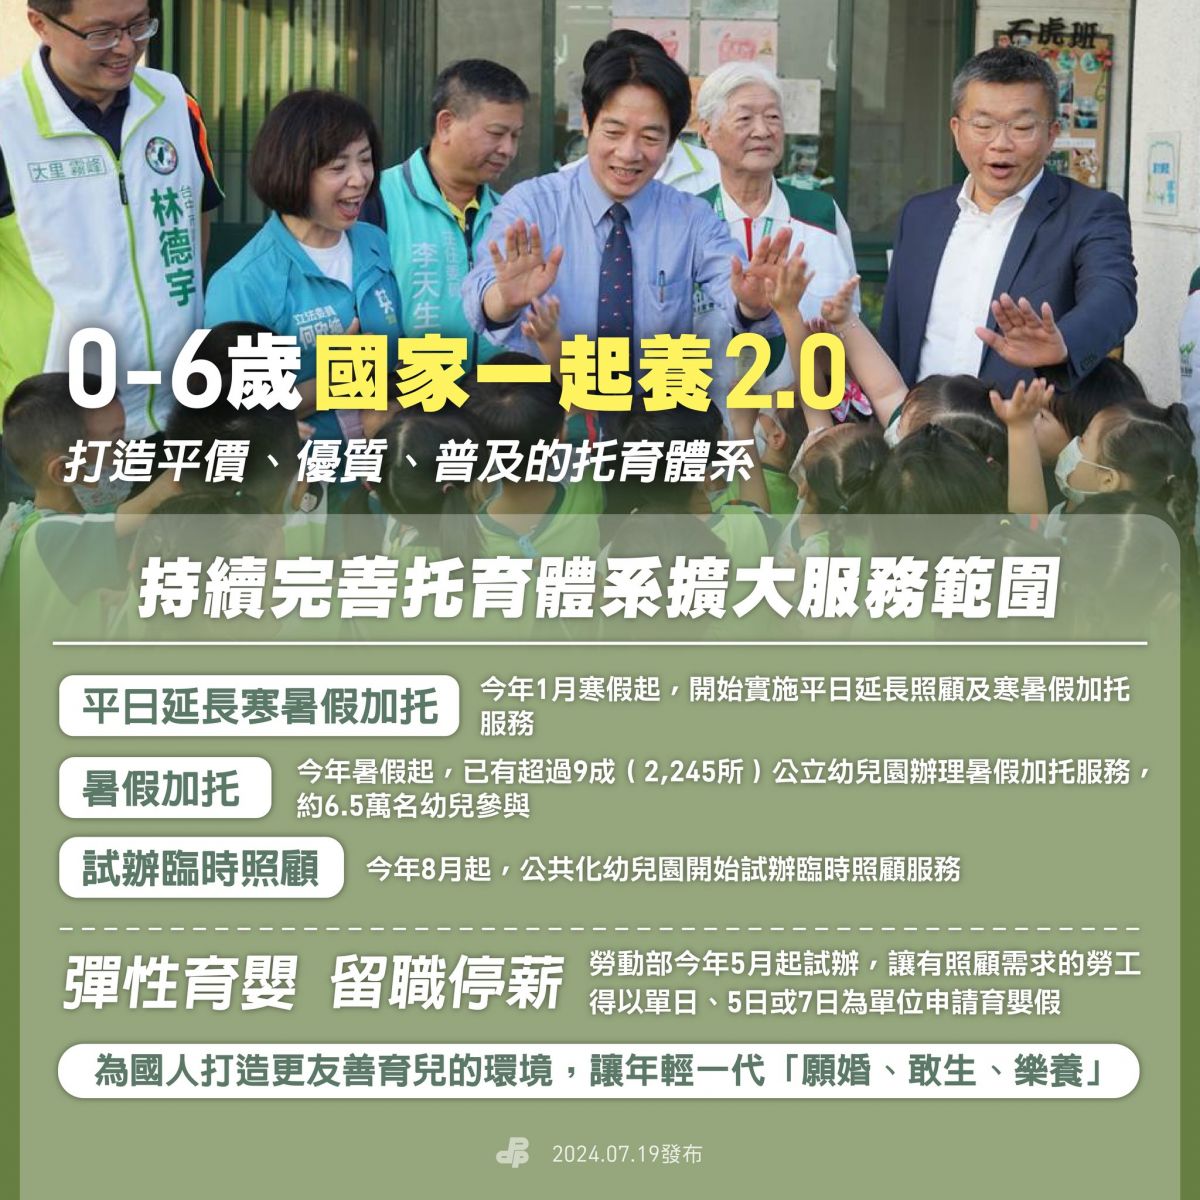 石虎班
大里 霧峰
台中市
林德宇
主任委員
李天生
立法委員
0-6歲國家一起養2.0
打造平價、優質、普及的托育體系
持續完善托育體系擴大服務範圍
平日延長寒暑假加托
今年1月寒假起，開始實施平日延長照顧及寒暑假加托
服務
暑假加托
今年暑假起，已有超過9成（2,245所）公立幼兒園辦理暑假加托服務，
約6.5萬名幼兒參與
試辦臨時照顧
今年8月起，公共化幼兒園開始試辦臨時照顧服務
彈性育嬰 留職停薪
勞動部今年5月起試辦，讓有照顧需求的勞工
得以單日、5日或7日為單位申請育嬰假
為國人打造更友善育兒的環境，讓年輕一代「願婚、敢生、樂養」
dPP 2024.07.19發布